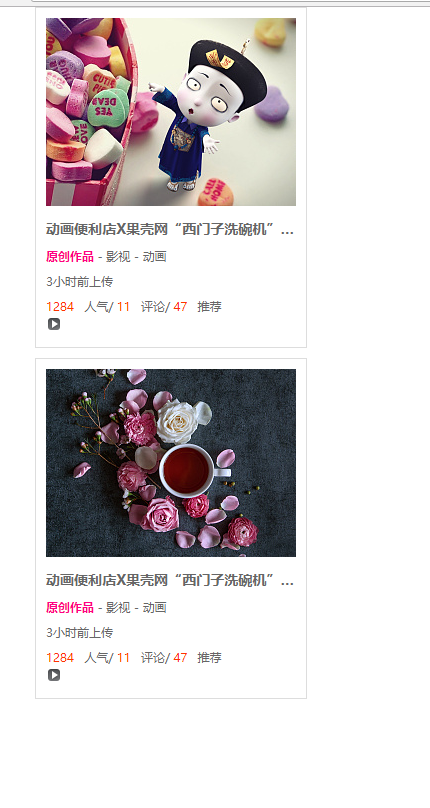 CUTIE PIE
YES DEAR
动画便利店X果壳网“西门子洗碗机”...
原创作品 - 影视 - 动画
3小时前上传
1284 人气/ 11 评论/ 47 推荐
动画便利店X果壳网“西门子洗碗机”...
原创作品 - 影视 - 动画
3小时前上传
1284 人气/ 11 评论/ 47 推荐